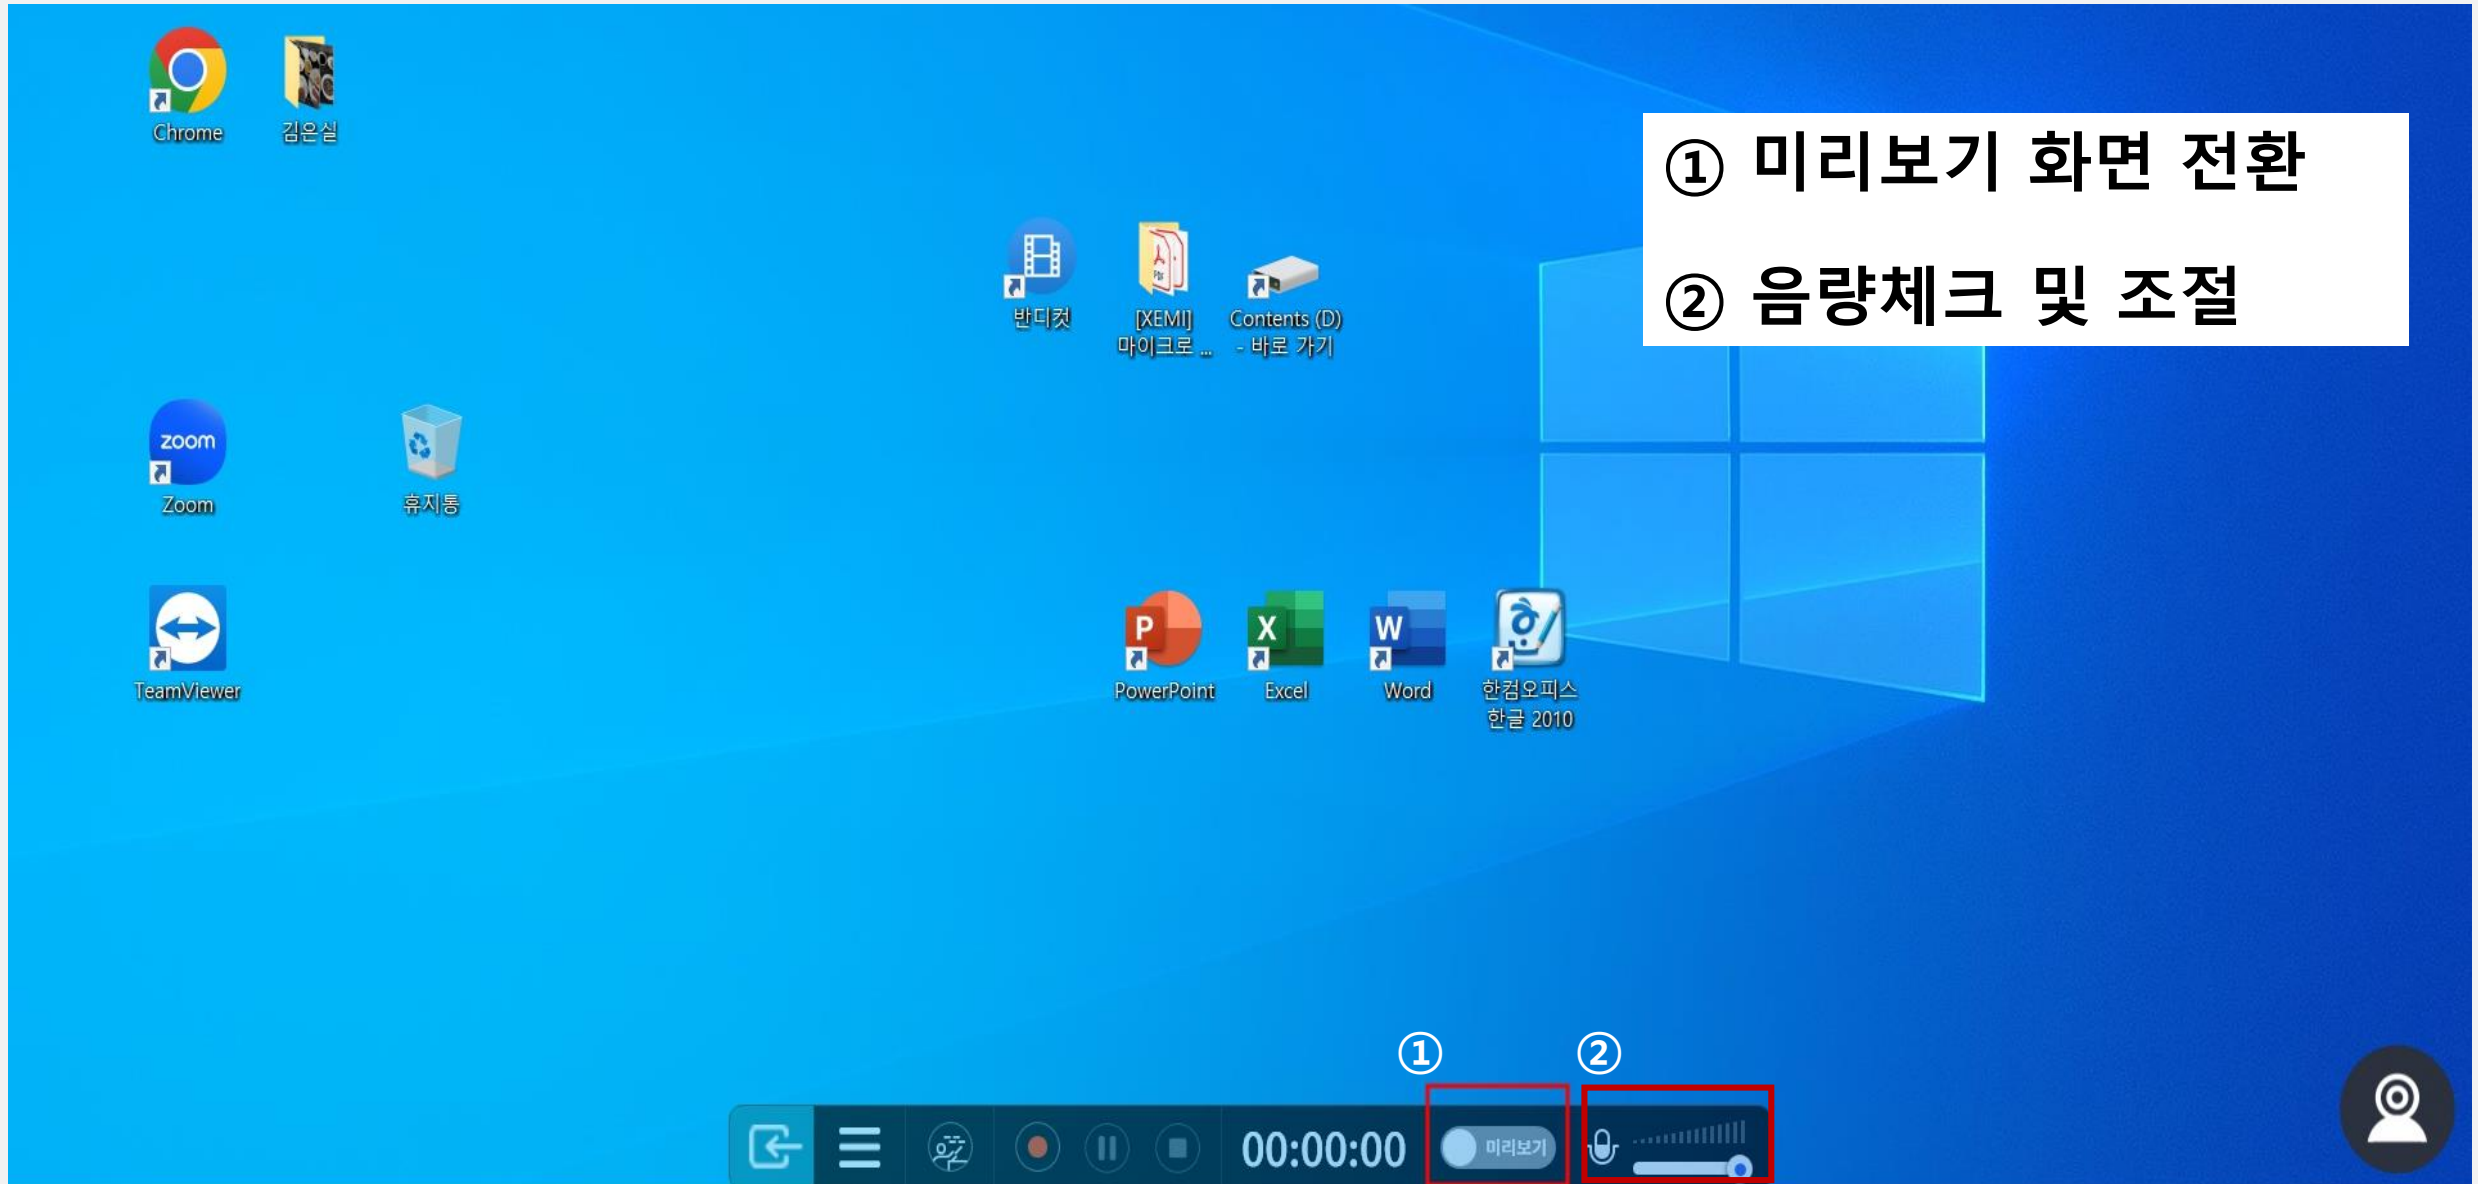 Chrome
김은실
① 미리보기 화면 전환
② 음량체크 및 조절
반디컷
[XEMI]
마이크로 ...
PDF
Contents (D)
- 바로 가기
zoom
Zoom
휴지통
TeamViewer
P
PowerPoint
X
Excel
W
Word
한컴오피스
한글 2010
①
②
00:00:00
미리보기